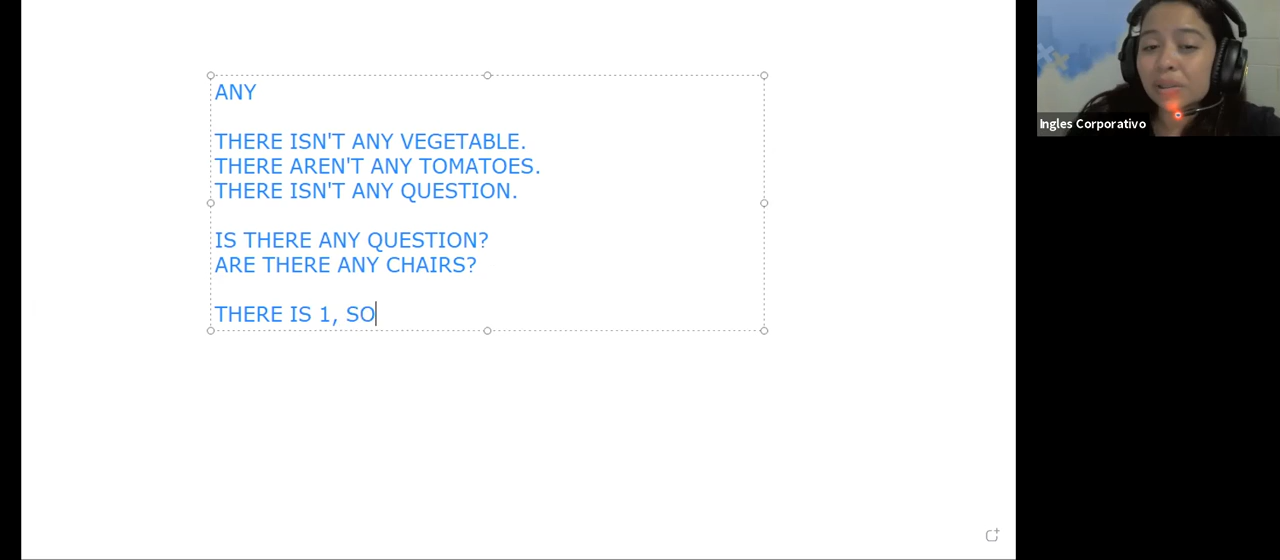 ANY
THERE ISN'T ANY VEGETABLE.
THERE AREN'T ANY TOMATOES.
THERE ISN'T ANY QUESTION.
IS THERE ANY QUESTION?
ARE THERE ANY CHAIRS?
THERE IS 1, SO
Ingles Corporativo